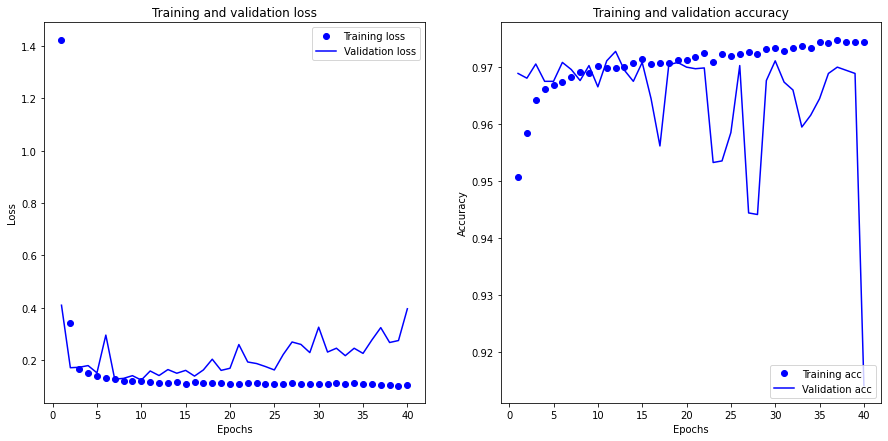 Training and validation loss
Training loss
Validation loss
1.4
1.2
1.0
0.8
0.6
0.4
0.2
Loss
0 5 10 15 20 25 30 35 40
Epochs
Training and validation accuracy
0.97
0.96
0.95
0.94
0.93
0.92
Accuracy
Training acc
Validation acc
0 5 10 15 20 25 30 35 40
Epochs